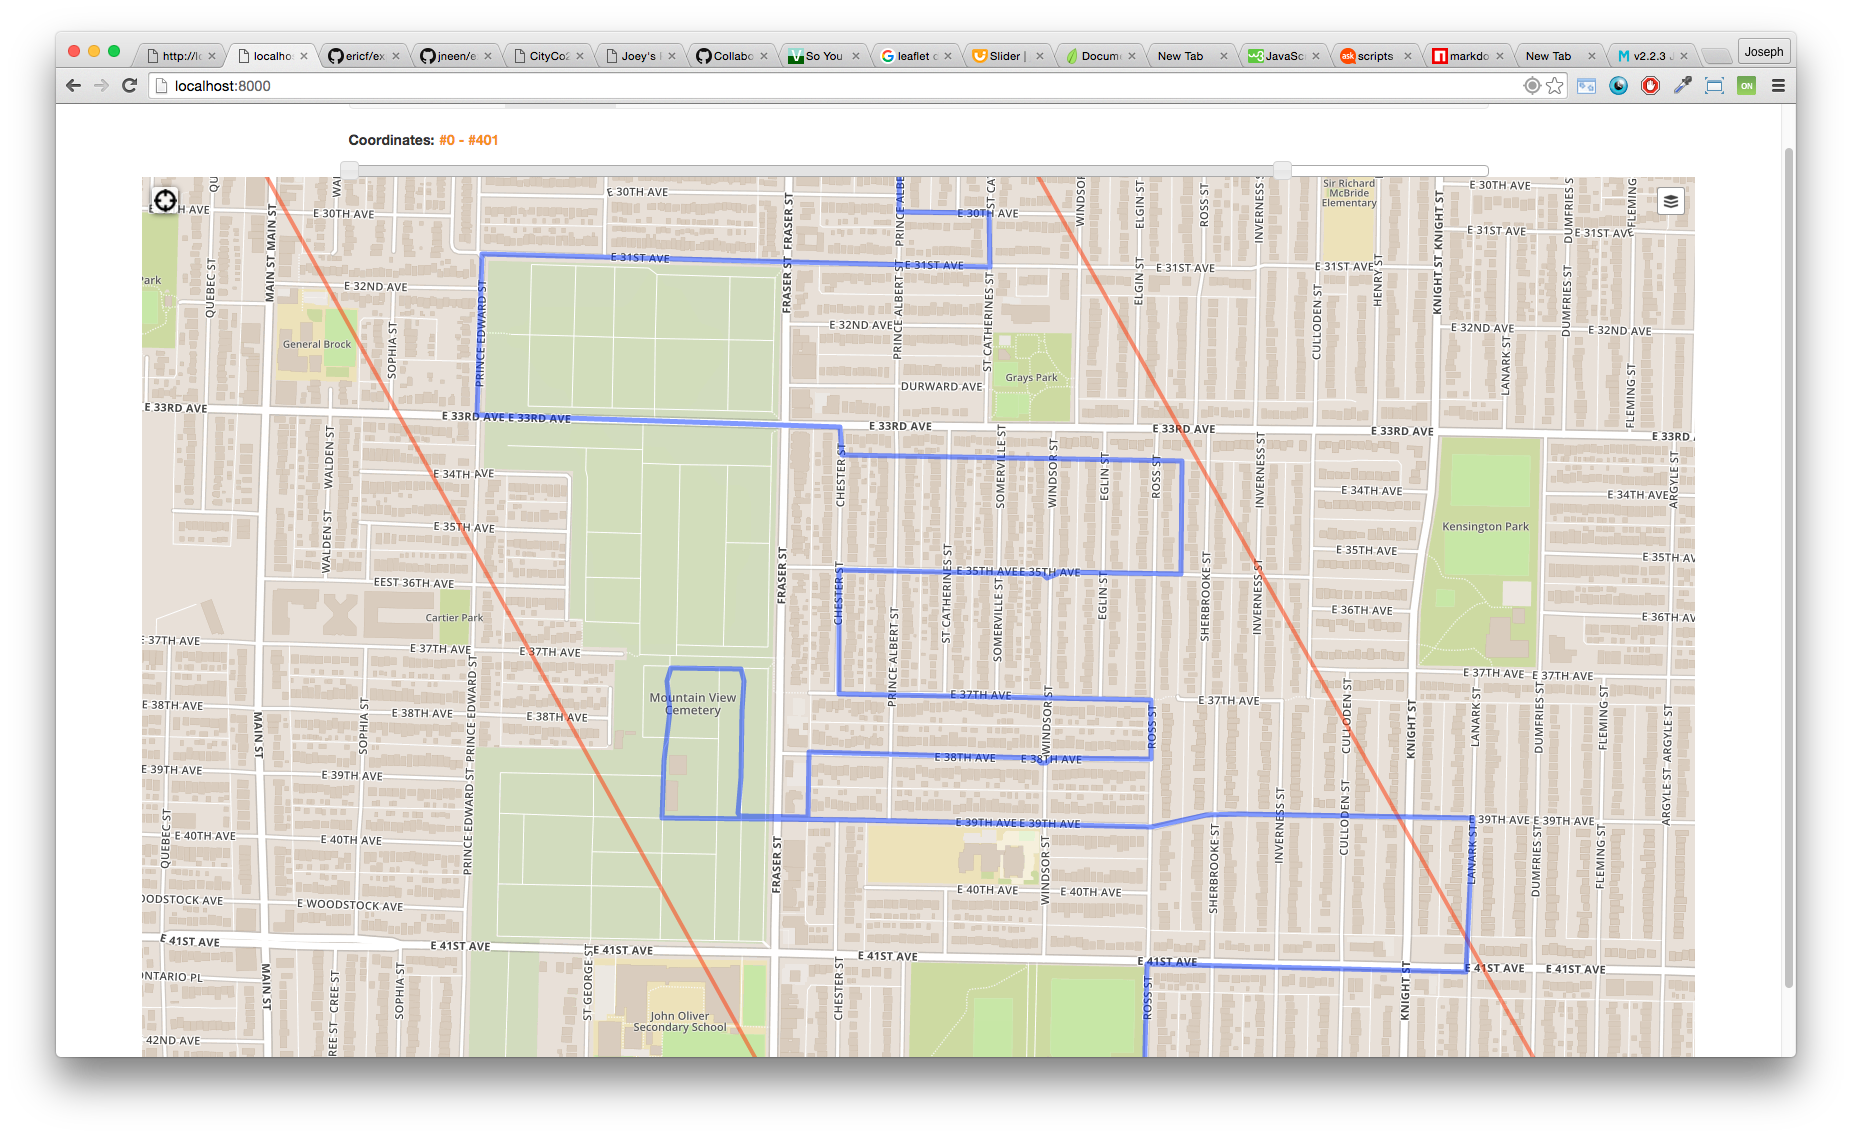 Joseph
http://lo
localhos
ericf/ex
jneen/e
CityCo2
Joey's
Collabo
So You
leaflet c
Slider |
Docum
New Tab
JavaSc
scripts
markdo
New Tab
v2.2.3
localhost:8000
ON
Coordinates: #0 - #401
E 30TH AVE
E 30TH AVE
E 30TH AVE
Sir Richard
McBride
Elementary
E 31ST AVE
E 31ST AVE
E 31ST AVE
E 31ST AVE
E 31ST AVE
E 31ST AVE
QUEBEC ST
MAIN ST
MAIN ST
FRASER ST
FRASER ST
PRINCE ALBERT ST
ELGIN ST
ELGIN ST
ROSS ST
HENRY ST
KNIGHT ST
KNIGHT ST
DUMFRIES ST
E 32ND AVE
E 32ND AVE
E 32ND AVE
E 32ND AVE
General Brock
SOPHIA ST
PRINCE EDWARD ST
ST CATHERINES ST
CULLODEN ST
LANARK ST
FLEMING ST
Grays Park
DURWARD AVE
E 33RD AVE
E 33RD AVE
E 33RD AVE
E 33RD AVE
E 33RD AVE
E 33RD AVE
E 33RD
WALDEN ST
WALDEN ST
CHESTER ST
SOMERVILLE ST
WINDSOR ST
EGLIN ST
ROSS ST
INVERNESS ST
ARGYLE ST
E 34TH AVE
E 34TH AVE
E 34TH AVE
E 35TH AVE
Kensington Park
E 35TH AVE
E 35TH AVE
E 35TH AVE
E 35TH AV
EEST 36TH AVE
FRASER ST
CHESTER ST
ST CATHERINES ST
SOMERVILLE ST
EGLIN ST
SHERBROOKE ST
INVERNESS ST
Cartier Park
E 36TH AVE
E 36TH AV
E 37TH AVE
E 37TH AVE
E 37TH AVE
E 37TH AVE
E 37TH AVE
E 37TH AVE
E 37TH AVE
PRINCE ALBERT ST
Mountain View
Cemetery
E 38TH AVE
E 38TH AVE
E 38TH AVE
E 38TH AVE
E 38TH AVE
MAIN ST
SOPHIA ST
PRINCE EDWARD ST
PRINCE EDWARD ST
WINDSOR ST
ROSS ST
CULLODEN ST
KNIGHT ST
LANARK ST
DUMFRIES ST
FLEMING ST
ARGYLE ST
ARGYLE ST
E 39TH AVE
E 39TH AVE
E 39TH AVE
E 39TH AVE
E 39TH AVE
E 39TH AVE
QUEBEC ST
E 40TH AVE
E 40TH AVE
E 40TH AVE
E 40TH AVE
FRASER ST
WINDSOR ST
SHERBROOKE ST
INVERNESS ST
CULLODEN ST
LANARK ST
DUMFRIES ST
FLEMING ST
OODSTOCK AVE
E WOODSTOCK AVE
E 41ST AVE
E 41ST AVE
E 41ST AVE
E 41ST AVE
E 41ST AVE
E 41ST AVE
E 41ST AVE
ONTARIO PL
MAIN ST
CREE ST
REE ST
SOPHIA ST
ST GEORGE ST
CHESTER ST
ROSS ST
KNIGHT ST
John Oliver
Secondary School
42ND AVE